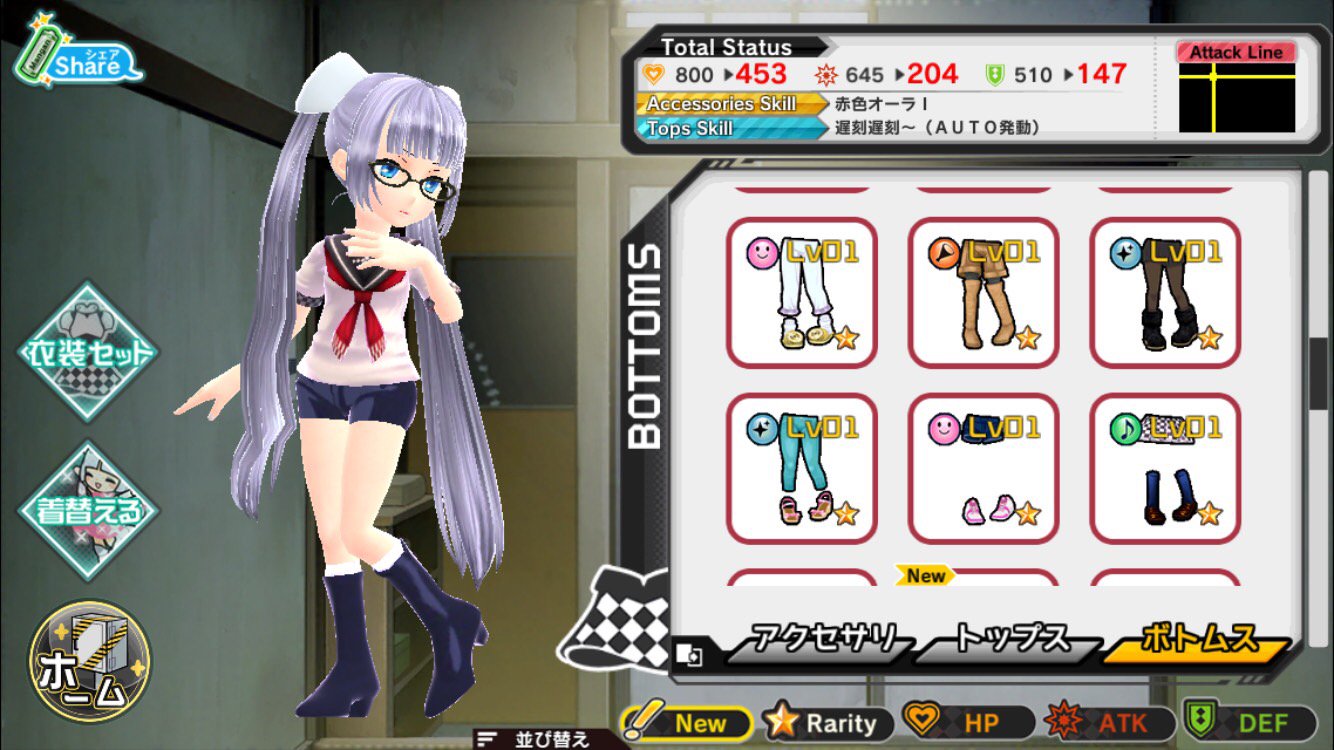 シェア
Share
Total Status
800 453 645 204 510 147
Attack Line
Accessories Skill 赤色オーラⅠ
Tops Skill 遅刻遅刻〜（ＡＵＴＯ発動）
衣装セット
着替える
ホーム
BOTTOMS
Lv01 Lv01 Lv01
Lv01 Lv01 Lv01
New
アクセサリ トップス ボトムス
並び替え
New Rarity HP ATK DEF